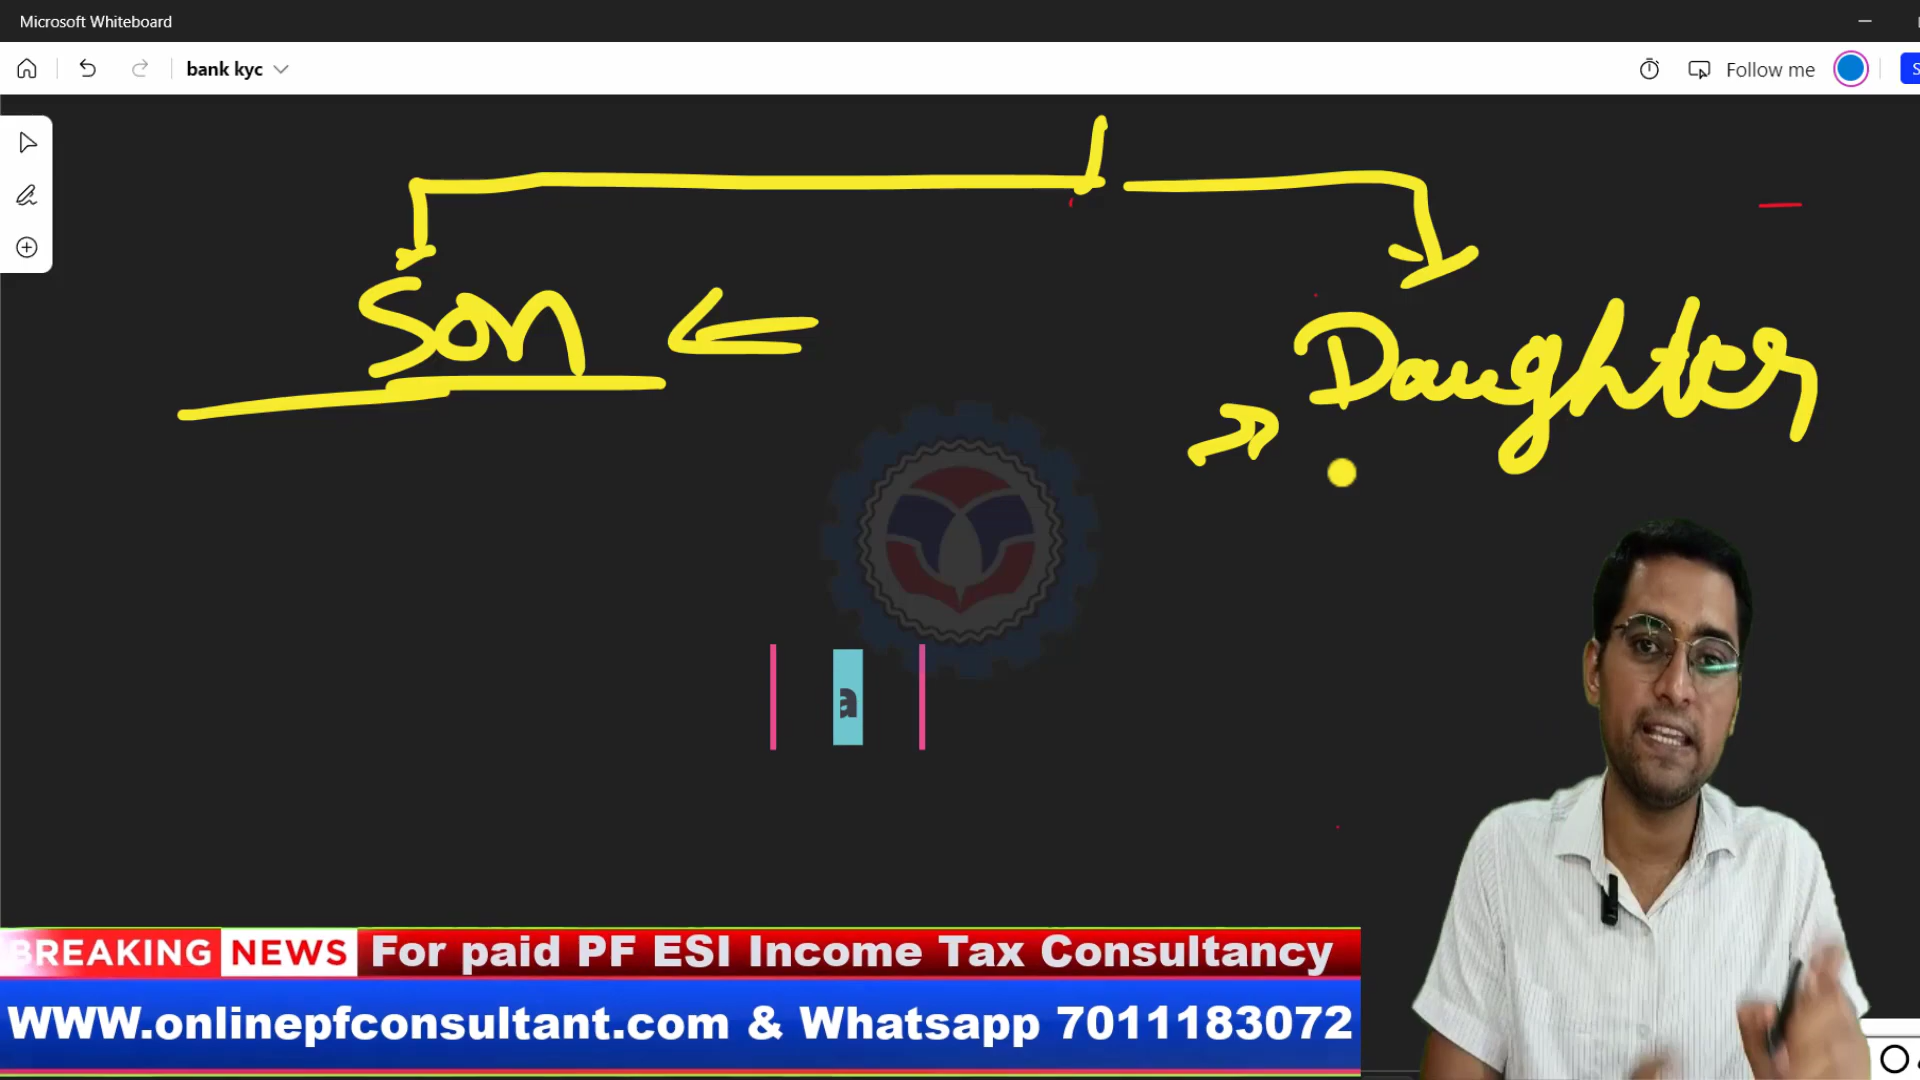 Microsoft Whiteboard
bank kyc
Follow me
Son
Daughter
a
BREAKING NEWS For paid PF ESI Income Tax Consultancy
WWW.onlinepfconsultant.com & Whatsapp 7011183072